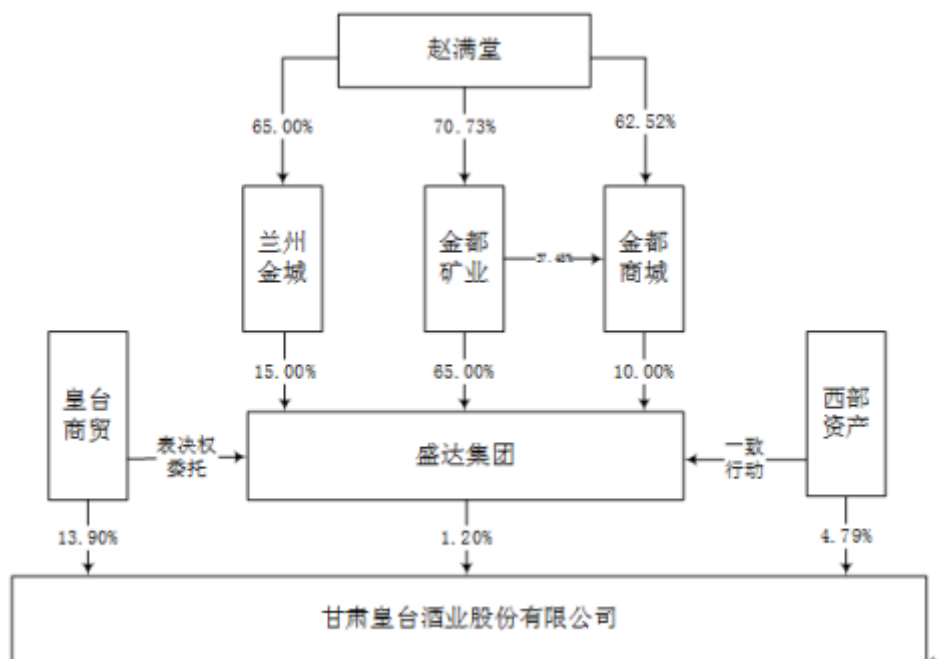 赵满堂
65.00%
70.73%
62.52%
兰州
金城
金都
矿业
金都
商城
皇台
商贸
15.00%
65.00%
10.00%
西部
资产
表决权
委托
盛达集团
一致
行动
13.90%
1.20%
4.79%
甘肃皇台酒业股份有限公司